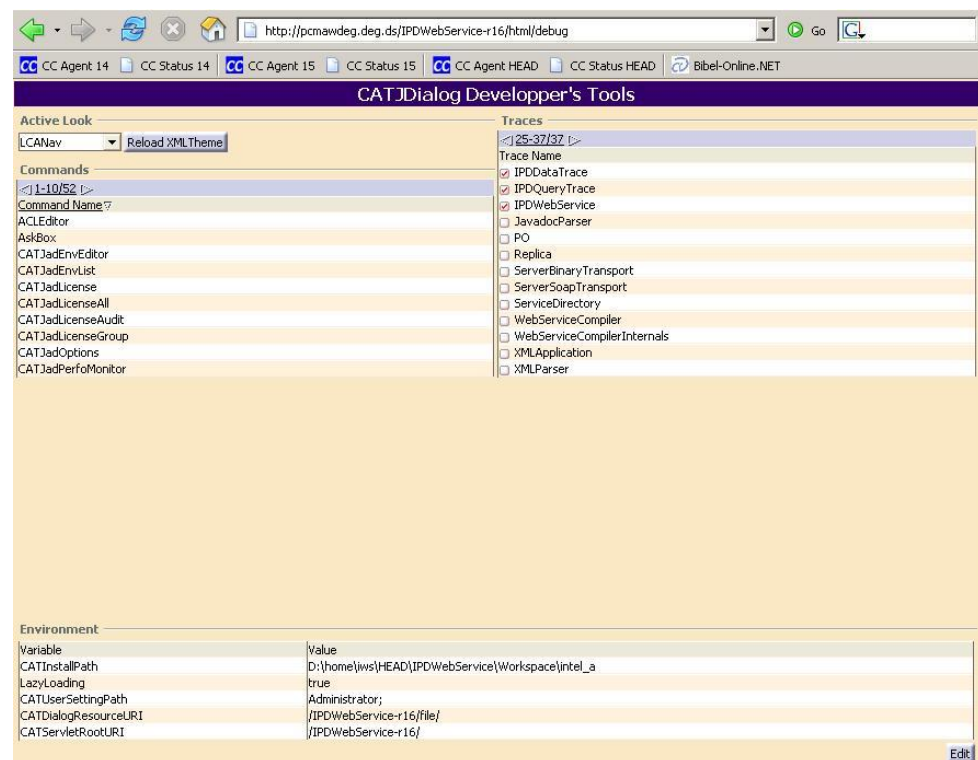 http://pcmawdeg.deg.ds/IPDWebService-r16/html/debug Go G
CC CC Agent 14 CC Status 14 CC CC Agent 15 CC Status 15 CC CC Agent HEAD CC Status HEAD Bibel-Online.NET
CATJDialog Developper's Tools
Active Look
LCANav Reload XMLTheme
Commands
1-10/52
Command Name
ACLEditor
AskBox
CATJadEnvEditor
CATJadEnvList
CATJadLicense
CATJadLicenseAll
CATJadLicenseAudit
CATJadLicenseGroup
CATJadOptions
CATJadPerfoMonitor
Traces
25-37/37
Trace Name
IPDDataTrace
IPDQueryTrace
IPDWebService
JavadocParser
PO
Replica
ServerBinaryTransport
ServerSoapTransport
ServiceDirectory
WebServiceCompiler
WebServiceCompilerInternals
XMLApplication
XMLParser
Environment
Variable Value
CATInstallPath D:\home\iws\HEAD\IPDWebService\Workspace\intel_a
LazyLoading true
CATUserSettingPath Administrator;
CATDialogResourceURI /IPDWebService-r16/file/
CATServletRootURI /IPDWebService-r16/
Edit